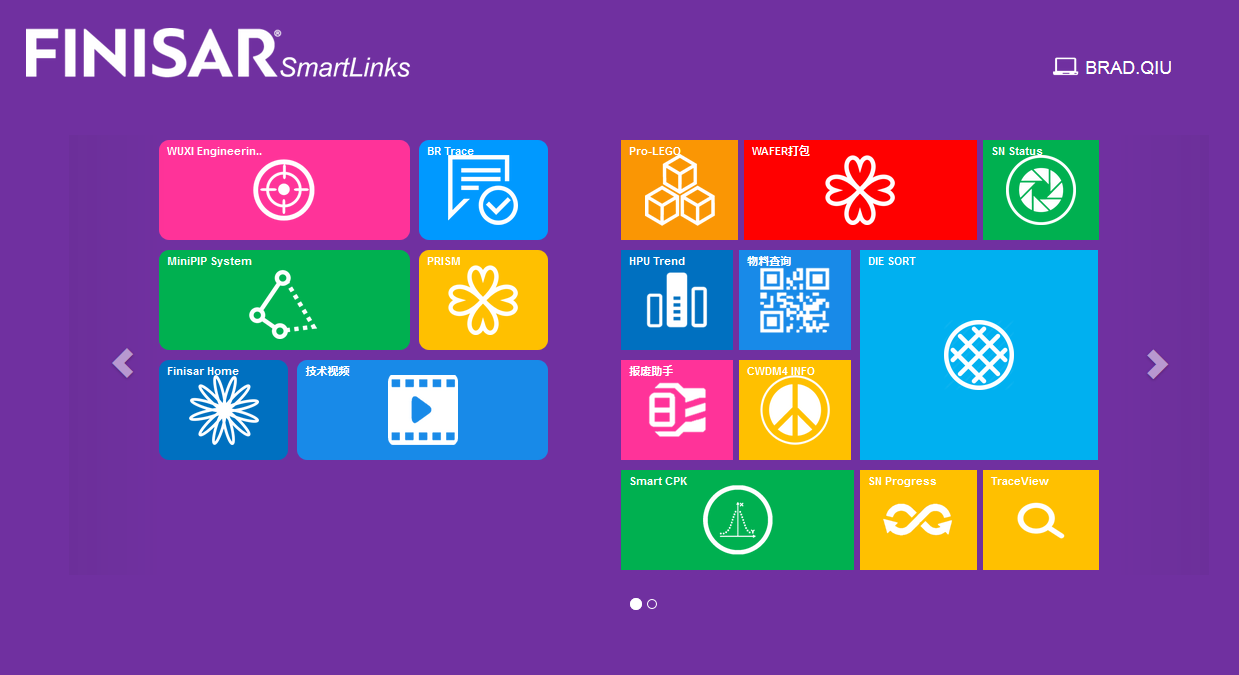 FINISAR® SmartLinks
BRAD.QIU
WUXI Engineerin..
BR Trace
MiniPIP System
PRISM
Finisar Home
技术视频
Pro-LEGO
WAFER打包
SN Status
HPU Trend
物料查询
DIE SORT
报废助手
CWDM4 INFO
Smart CPK
SN Progress
TraceView